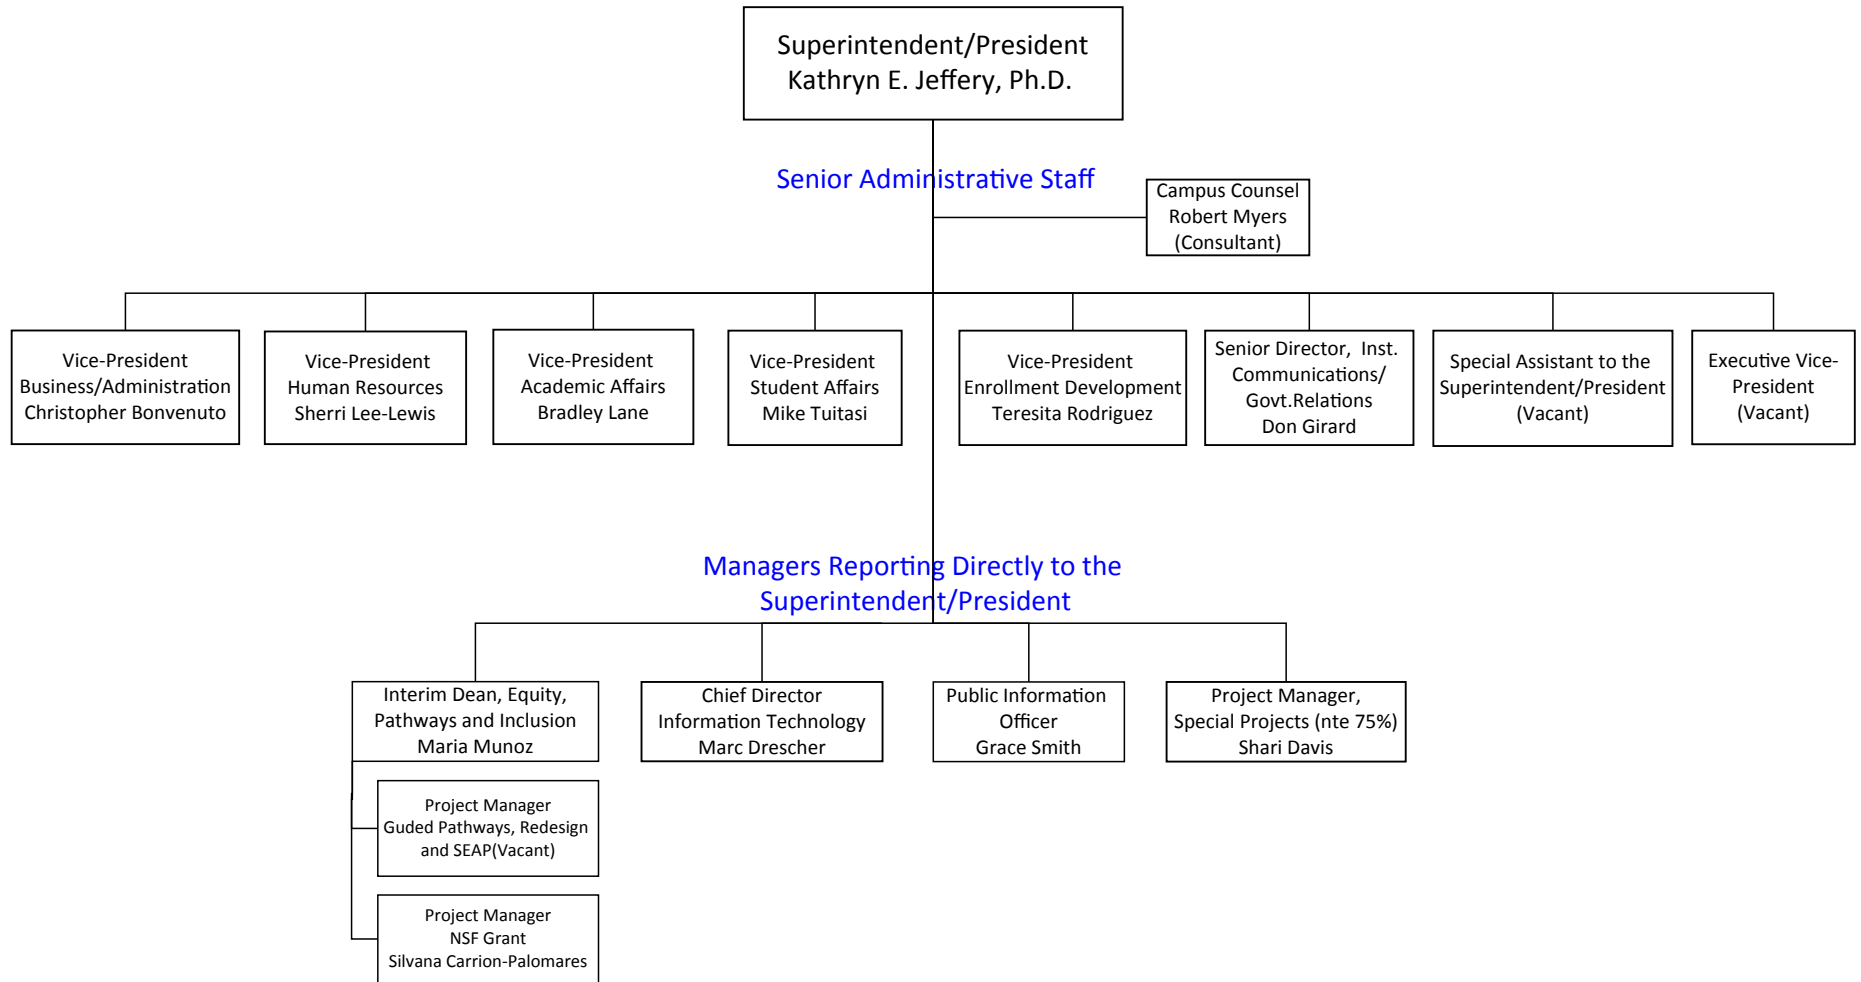 Superintendent/President
Kathryn E. Jeffery, Ph.D.
Senior Administrative Staff
Campus Counsel
Robert Myers
(Consultant)
Vice-President
Business/Administration
Christopher Bonvenuto
Vice-President
Human Resources
Sherri Lee-Lewis
Vice-President
Academic Affairs
Bradley Lane
Vice-President
Student Affairs
Mike Tuitasi
Vice-President
Enrollment Development
Teresita Rodriguez
Senior Director, Inst.
Communications/
Govt.Relations
Don Girard
Special Assistant to the
Superintendent/President
(Vacant)
Executive Vice-
President
(Vacant)
Managers Reporting Directly to the
Superintendent/President
Interim Dean, Equity,
Pathways and Inclusion
Maria Munoz
Chief Director
Information Technology
Marc Drescher
Public Information
Officer
Grace Smith
Project Manager,
Special Projects (nte 75%)
Shari Davis
Project Manager
Guded Pathways, Redesign
and SEAP(Vacant)
Project Manager
NSF Grant
Silvana Carrion-Palomares